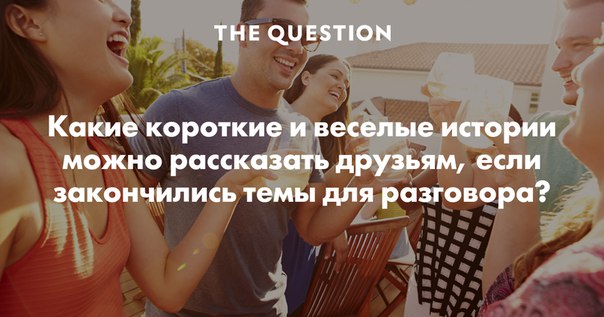 THE QUESTION
Какие короткие и веселые истории
можно рассказать друзьям, если
закончились темы для разговора?